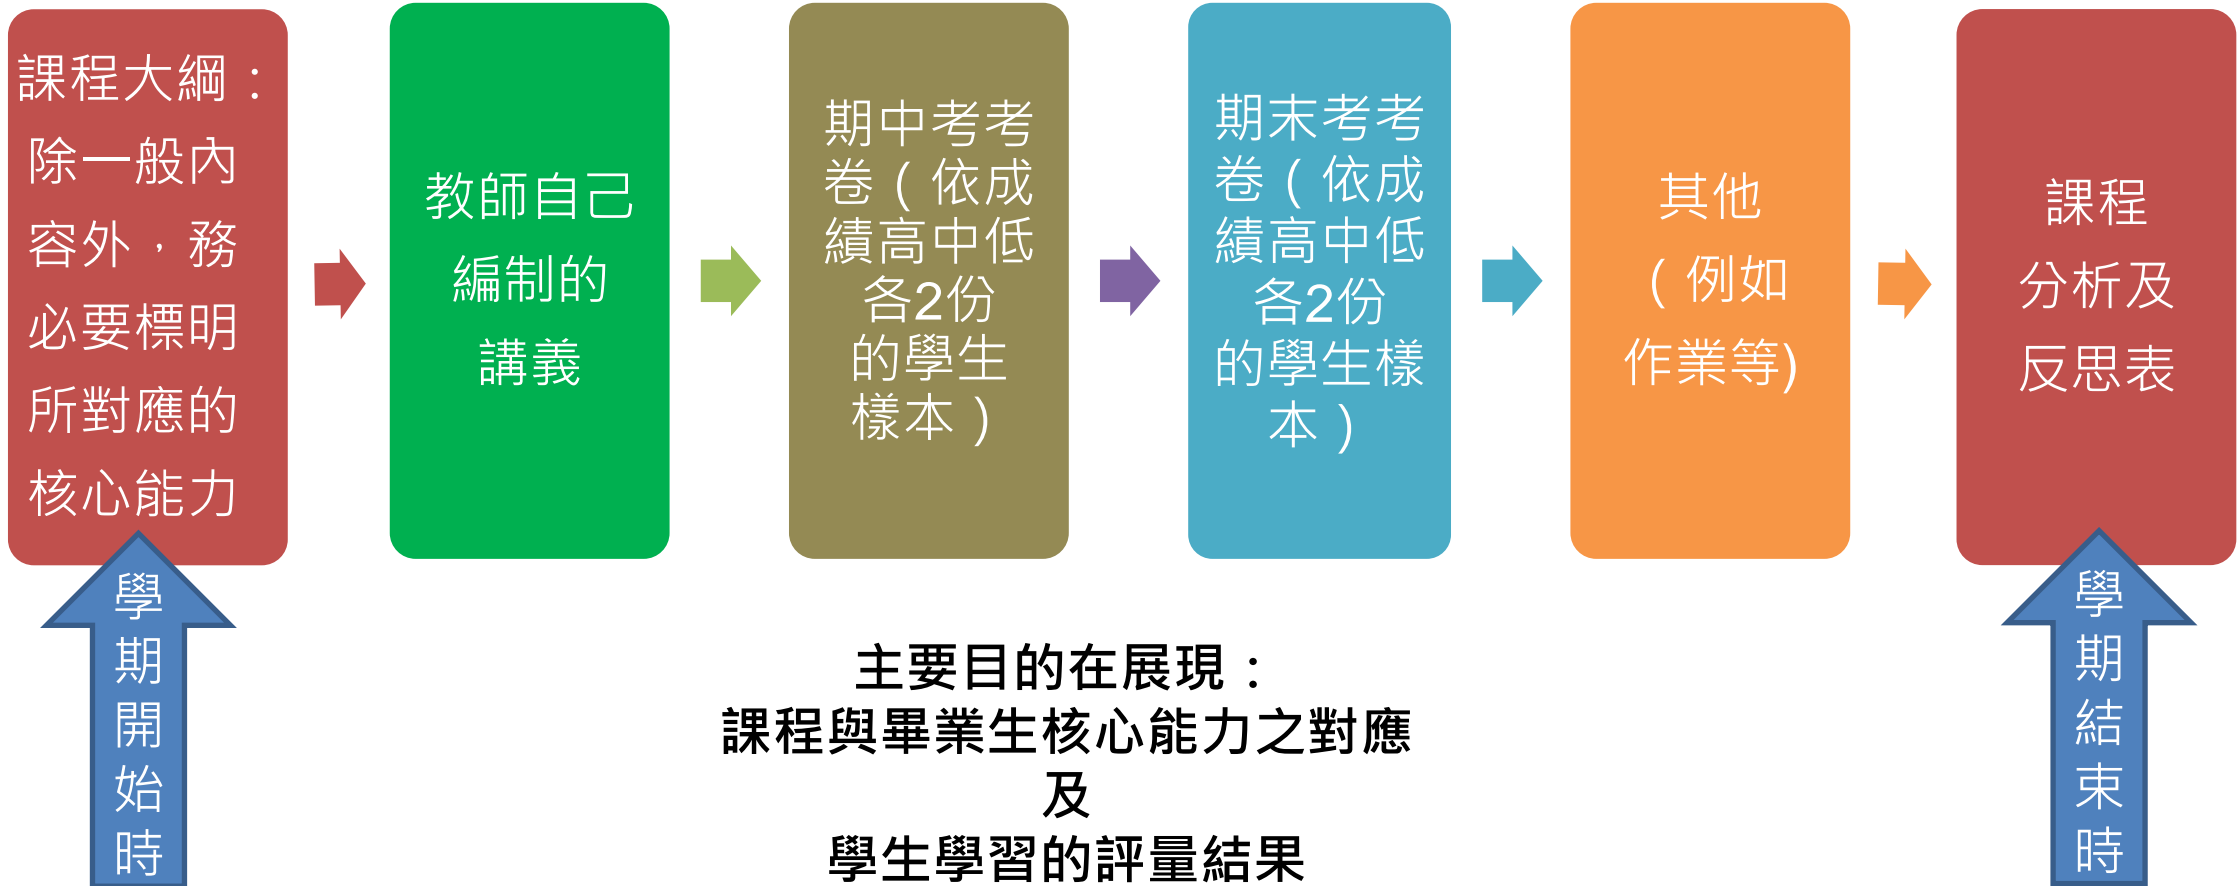 課程大綱：
除一般內
容外，務
必要標明
所對應的
核心能力
教師自己
編制的
講義
期中考考
卷（依成
績高中低
各2份
的學生
樣本）
期末考考
卷（依成
績高中低
各2份
的學生樣
本）
其他
（例如
作業等)
課程
分析及
反思表
學
期
開
始
時
學
期
結
束
時
主要目的在展現：
課程與畢業生核心能力之對應
及
學生學習的評量結果